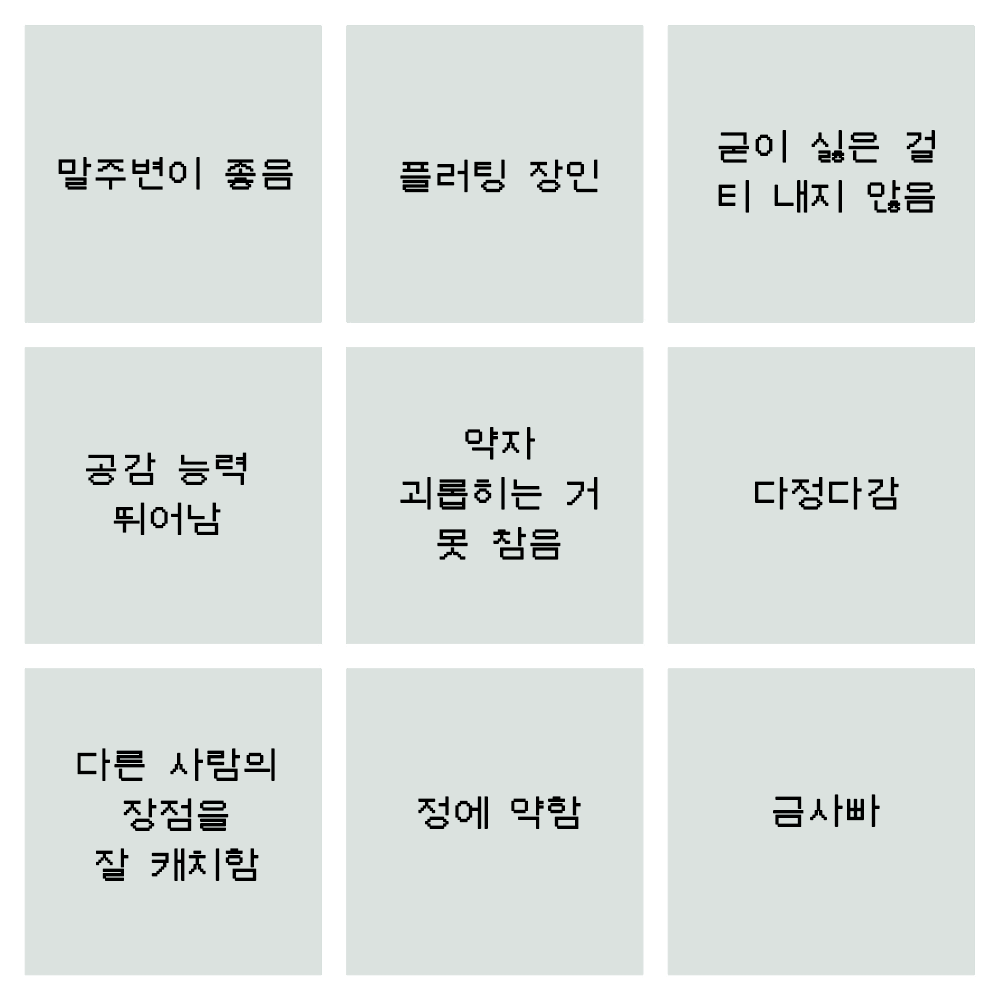 말주변이 좋음
플러팅 장인
굳이 싫은 걸
티 내지 않음
공감 능력
뛰어남
약자
괴롭히는 거
못 참음
다정다감
다른 사람의
장점을
잘 캐치함
정에 약함
금사빠